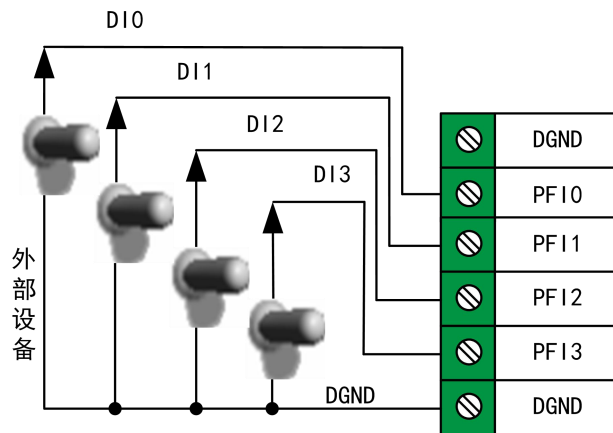 DI0
DI1
DI2
DI3
外部设备
DGND
DGND
PFI0
PFI1
PFI2
PFI3
DGND